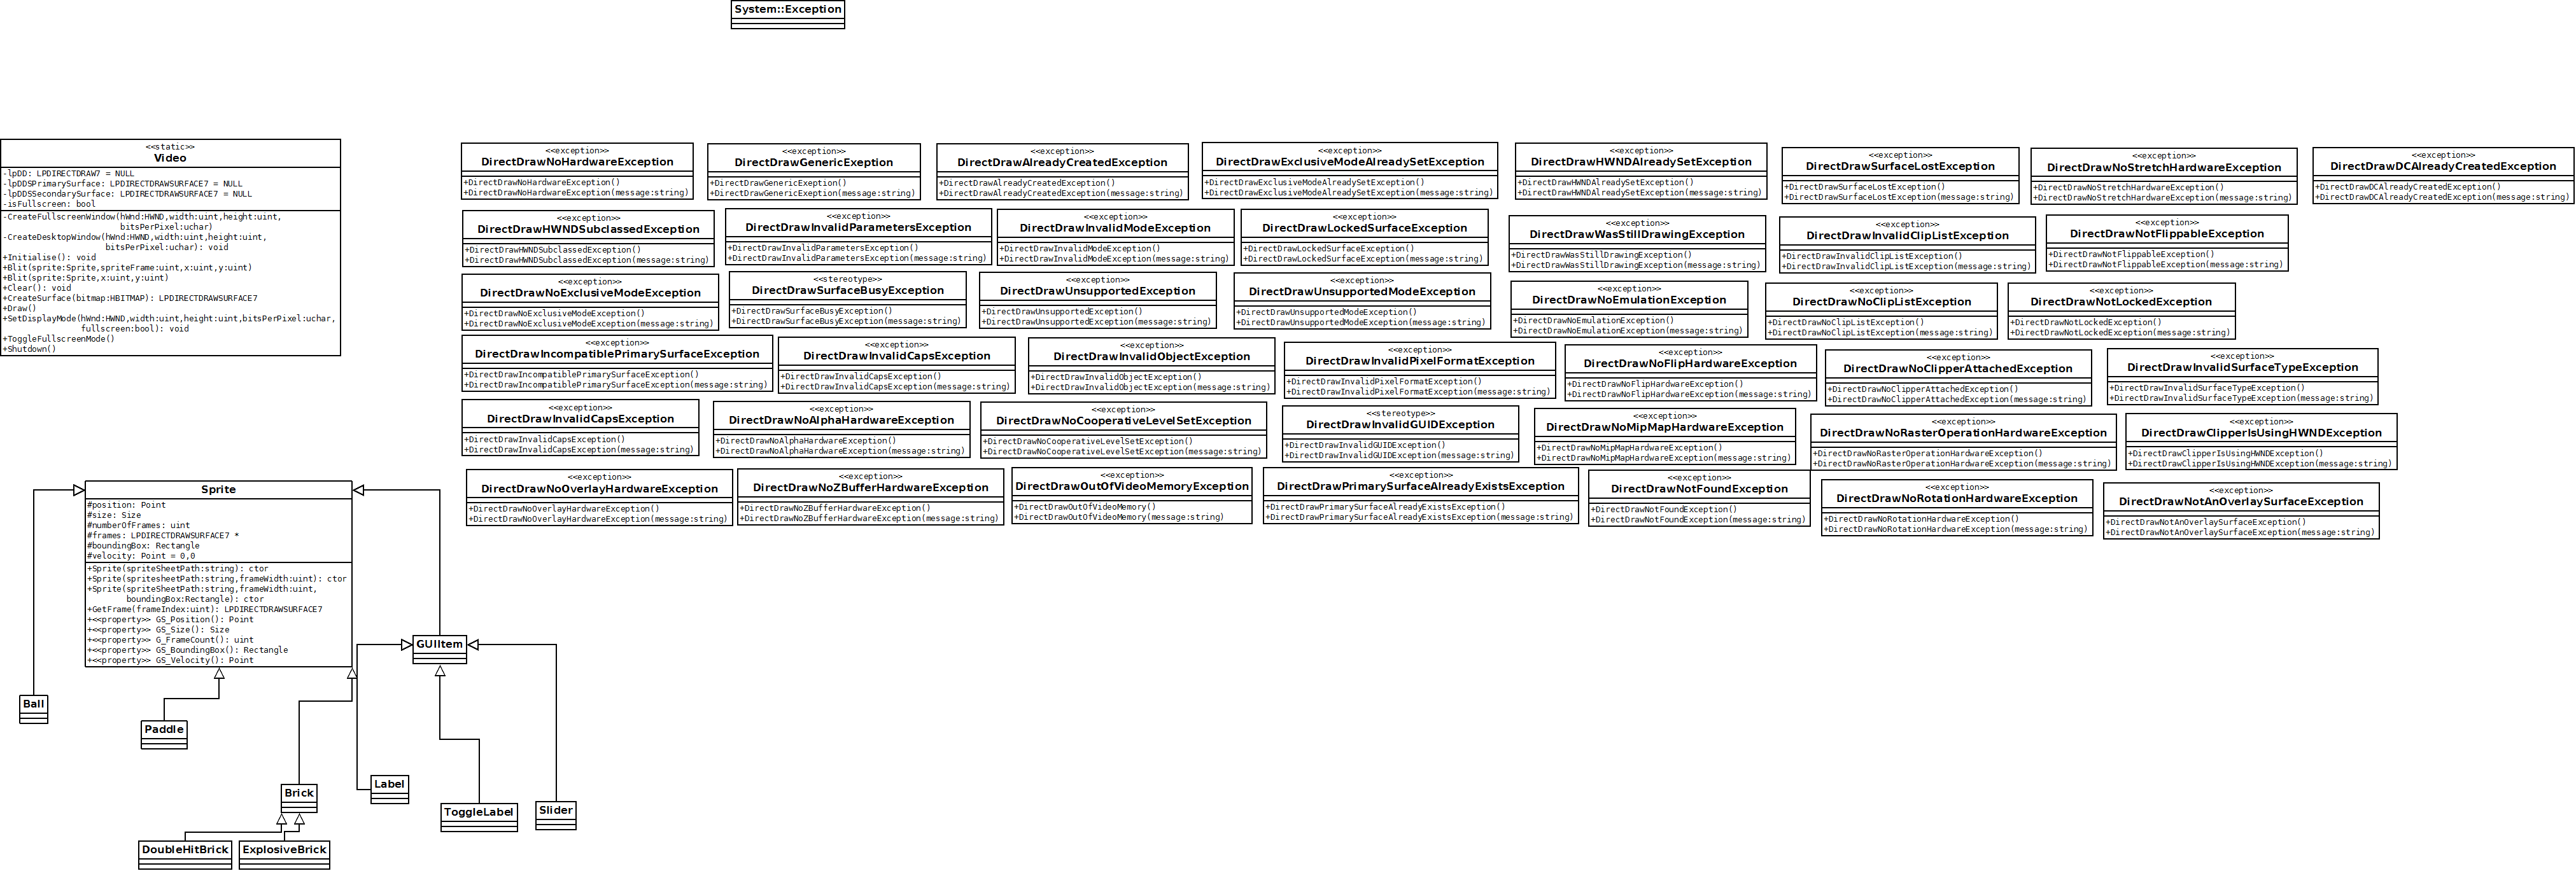 System::Exception
<<static>>
Video
-lpDD: LPDIRECTDRAW7 = NULL
-lpDDSPrimarySurface: LPDIRECTDRAWSURFACE7 = NULL
-lpDDSSecondarySurface: LPDIRECTDRAWSURFACE7 = NULL
-isFullscreen: bool
-CreateFullscreenWindow(hWnd:HWND,width:uint,height:uint,
bitsPerPixel:uchar)
-CreateDesktopWindow(hWnd:HWND,width:uint,height:uint,
bitsPerPixel:uchar): void
+Initialise(): void
+Blit(sprite:Sprite,spriteFrame:uint,x:uint,y:uint)
+Blit(sprite:Sprite,x:uint,y:uint)
+Clear(): void
+CreateSurface(bitmap:HBITMAP): LPDIRECTDRAWSURFACE7
+Draw()
+SetDisplayMode(hWnd:HWND,width:uint,height:uint,bitsPerPixel:uchar,
fullscreen:bool): void
+ToggleFullscreenMode()
+Shutdown()
<<exception>>
DirectDrawNoHardwareException
+DirectDrawNoHardwareException()
+DirectDrawNoHardwareException(message:string)
<<exception>>
DirectDrawGenericExeption
+DirectDrawGenericExeption()
+DirectDrawGenericExeption(message:string)
<<exception>>
DirectDrawAlreadyCreatedException
+DirectDrawAlreadyCreatedException()
+DirectDrawAlreadyCreatedException(message:string)
<<exception>>
DirectDrawExclusiveModeAlreadySetException
+DirectDrawExclusiveModeAlreadySetException()
+DirectDrawExclusiveModeAlreadySetException(message:string)
<<exception>>
DirectDrawHWNDAlreadySetException
+DirectDrawHWNDAlreadySetException()
+DirectDrawHWNDAlreadySetException(message:string)
<<exception>>
DirectDrawSurfaceLostException
+DirectDrawSurfaceLostException()
+DirectDrawSurfaceLostException(message:string)
<<exception>>
DirectDrawNoStretchHardwareException
+DirectDrawNoStretchHardwareException()
+DirectDrawNoStretchHardwareException(message:string)
<<exception>>
DirectDrawDCAlreadyCreatedException
+DirectDrawDCAlreadyCreatedException()
+DirectDrawDCAlreadyCreatedException(message:string)
<<exception>>
DirectDrawHWNDSubclassedException
+DirectDrawHWNDSubclassedException()
+DirectDrawHWNDSubclassedException(message:string)
<<exception>>
DirectDrawInvalidParametersException
+DirectDrawInvalidParametersException()
+DirectDrawInvalidParametersException(message:string)
<<exception>>
DirectDrawInvalidModeException
+DirectDrawInvalidModeException()
+DirectDrawInvalidModeException(message:string)
<<exception>>
DirectDrawLockedSurfaceException
+DirectDrawLockedSurfaceException()
+DirectDrawLockedSurfaceException(message:string)
<<exception>>
DirectDrawWasStillDrawingException
+DirectDrawWasStillDrawingException()
+DirectDrawWasStillDrawingException(message:string)
<<exception>>
DirectDrawInvalidClipListException
+DirectDrawInvalidClipListException()
+DirectDrawInvalidClipListException(message:string)
<<exception>>
DirectDrawNotFlippableException
+DirectDrawNotFlippableException()
+DirectDrawNotFlippableException(message:string)
<<exception>>
DirectDrawNoExclusiveModeException
+DirectDrawNoExclusiveModeException()
+DirectDrawNoExclusiveModeException(message:string)
<<stereotype>>
DirectDrawSurfaceBusyException
+DirectDrawSurfaceBusyException()
+DirectDrawSurfaceBusyException(message:string)
<<exception>>
DirectDrawUnsupportedException
+DirectDrawUnsupportedException()
+DirectDrawUnsupportedException(message:string)
<<exception>>
DirectDrawUnsupportedModeException
+DirectDrawUnsupportedModeException()
+DirectDrawUnsupportedModeException(message:string)
<<exception>>
DirectDrawNoEmulationException
+DirectDrawNoEmulationException()
+DirectDrawNoEmulationException(message:string)
<<exception>>
DirectDrawNoClipListException
+DirectDrawNoClipListException()
+DirectDrawNoClipListException(message:string)
<<exception>>
DirectDrawNotLockedException
+DirectDrawNotLockedException()
+DirectDrawNotLockedException(message:string)
<<exception>>
DirectDrawIncompatiblePrimarySurfaceException
+DirectDrawIncompatiblePrimarySurfaceException()
+DirectDrawIncompatiblePrimarySurfaceException(message:string)
<<exception>>
DirectDrawInvalidCapsException
+DirectDrawInvalidCapsException()
+DirectDrawInvalidCapsException(message:string)
<<exception>>
DirectDrawInvalidObjectException
+DirectDrawInvalidObjectException()
+DirectDrawInvalidObjectException(message:string)
<<exception>>
DirectDrawInvalidPixelFormatException
+DirectDrawInvalidPixelFormatException()
+DirectDrawInvalidPixelFormatException(message:string)
<<exception>>
DirectDrawNoFlipHardwareException
+DirectDrawNoFlipHardwareException()
+DirectDrawNoFlipHardwareException(message:string)
<<exception>>
DirectDrawNoClipperAttachedException
+DirectDrawNoClipperAttachedException()
+DirectDrawNoClipperAttachedException(message:string)
<<exception>>
DirectDrawInvalidSurfaceTypeException
+DirectDrawInvalidSurfaceTypeException()
+DirectDrawInvalidSurfaceTypeException(message:string)
<<exception>>
DirectDrawInvalidCapsException
+DirectDrawInvalidCapsException()
+DirectDrawInvalidCapsException(message:string)
<<exception>>
DirectDrawNoAlphaHardwareException
+DirectDrawNoAlphaHardwareException()
+DirectDrawNoAlphaHardwareException(message:string)
<<exception>>
DirectDrawNoCooperativeLevelSetException
+DirectDrawNoCooperativeLevelSetException()
+DirectDrawNoCooperativeLevelSetException(message:string)
<<stereotype>>
DirectDrawInvalidGUIDException
+DirectDrawInvalidGUIDException()
+DirectDrawInvalidGUIDException(message:string)
<<exception>>
DirectDrawNoMipMapHardwareException
+DirectDrawNoMipMapHardwareException()
+DirectDrawNoMipMapHardwareException(message:string)
<<exception>>
DirectDrawNoRasterOperationHardwareException
+DirectDrawNoRasterOperationHardwareException()
+DirectDrawNoRasterOperationHardwareException(message:string)
<<exception>>
DirectDrawClipperIsUsingHWNDException
+DirectDrawClipperIsUsingHWNDException()
+DirectDrawClipperIsUsingHWNDException(message:string)
<<exception>>
DirectDrawNoOverlayHardwareException
+DirectDrawNoOverlayHardwareException()
+DirectDrawNoOverlayHardwareException(message:string)
<<exception>>
DirectDrawNoZBufferHardwareException
+DirectDrawNoZBufferHardwareException()
+DirectDrawNoZBufferHardwareException(message:string)
<<exception>>
DirectDrawOutOfVideoMemoryException
+DirectDrawOutOfVideoMemory()
+DirectDrawOutOfVideoMemory(message:string)
<<exception>>
DirectDrawPrimarySurfaceAlreadyExistsException
+DirectDrawPrimarySurfaceAlreadyExistsException()
+DirectDrawPrimarySurfaceAlreadyExistsException(message:string)
<<exception>>
DirectDrawNotFoundException
+DirectDrawNotFoundException()
+DirectDrawNotFoundException(message:string)
<<exception>>
DirectDrawNoRotationHardwareException
+DirectDrawNoRotationHardwareException()
+DirectDrawNoRotationHardwareException(message:string)
<<exception>>
DirectDrawNotAnOverlaySurfaceException
+DirectDrawNotAnOverlaySurfaceException()
+DirectDrawNotAnOverlaySurfaceException(message:string)
Sprite
#position: Point
#size: Size
#numberOfFrames: uint
#frames: LPDIRECTDRAWSURFACE7 *
#boundingBox: Rectangle
#velocity: Point = 0,0
+Sprite(spriteSheetPath:string): ctor
+Sprite(spritesheetPath:string,frameWidth:uint): ctor
+Sprite(spriteSheetPath:string,frameWidth:uint,
boundingBox:Rectangle): ctor
+GetFrame(frameIndex:uint): LPDIRECTDRAWSURFACE7
+<<property>> GS_Position(): Point
+<<property>> GS_Size(): Size
+<<property>> G_FrameCount(): uint
+<<property>> GS_BoundingBox(): Rectangle
+<<property>> GS_Velocity(): Point
GUIItem
Ball
Paddle
Brick
Label
ToggleLabel
Slider
DoubleHitBrick
ExplosiveBrick